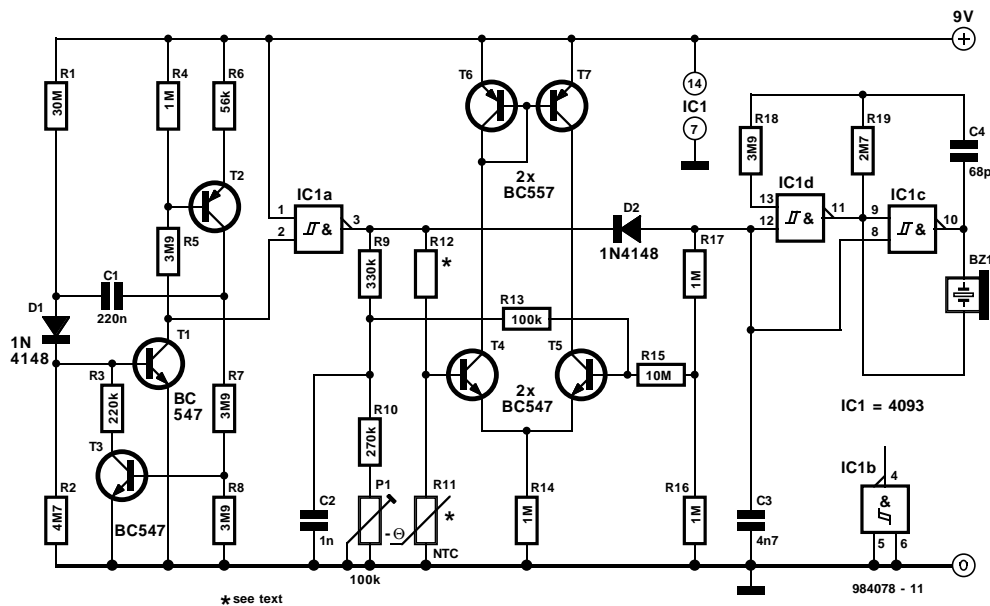 9V
+
R1
30M
R4
1M
R6
56k
T6
T7
14
IC1
7
R18
3M9
R19
2M7
C4
68p
T2
IC1a
1
2
&
3
2x
BC557
D2
1N4148
IC1d
13
12
&
11
IC1c
9
8
&
10
R5
3M9
R9
330k
R12
*
R17
1M
BZ1
C1
220n
D1
1N
4148
T1
BC
547
R13
100k
T4
T5
R15
10M
2x
BC547
R3
220k
R7
3M9
R10
270k
IC1 = 4093
T3
BC547
R2
4M7
R8
3M9
C2
1n
P1
100k
-Θ
R11
*
NTC
R14
1M
R16
1M
C3
4n7
IC1b
4
&
5
6
0
984078 - 11
* see text